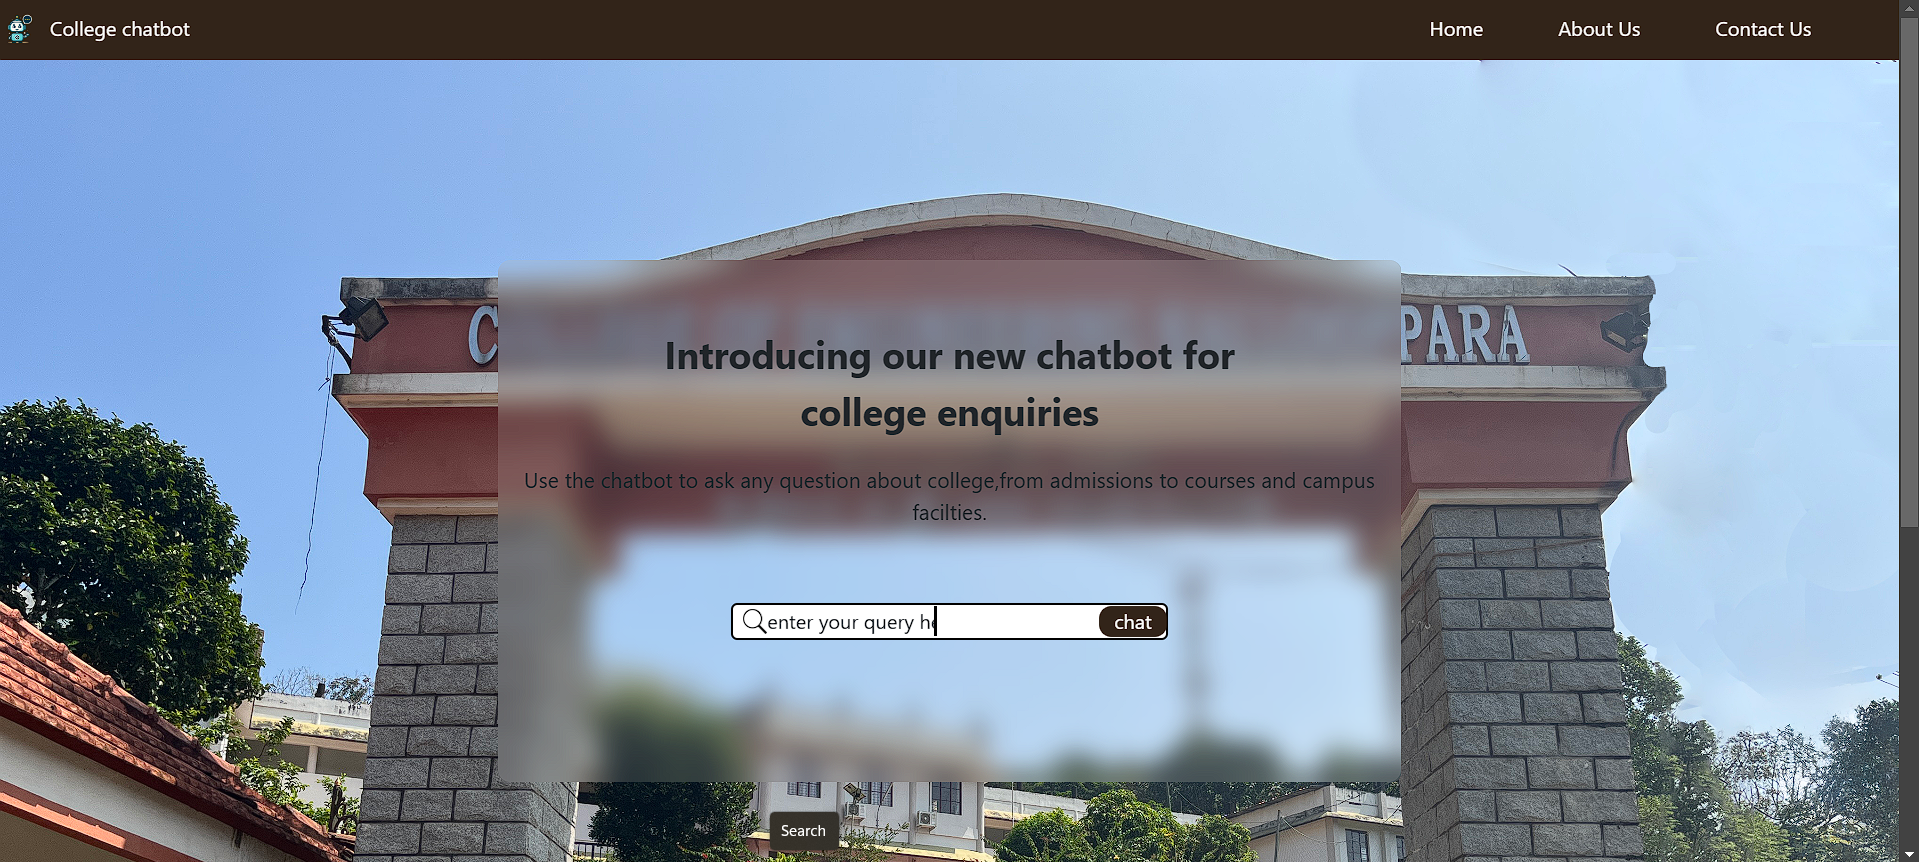 College chatbot
Home
About Us
Contact Us
PARA
Introducing our new chatbot for
college enquiries
Use the chatbot to ask any question about college,from admissions to courses and campus
facilties.
enter your query he
chat
Search